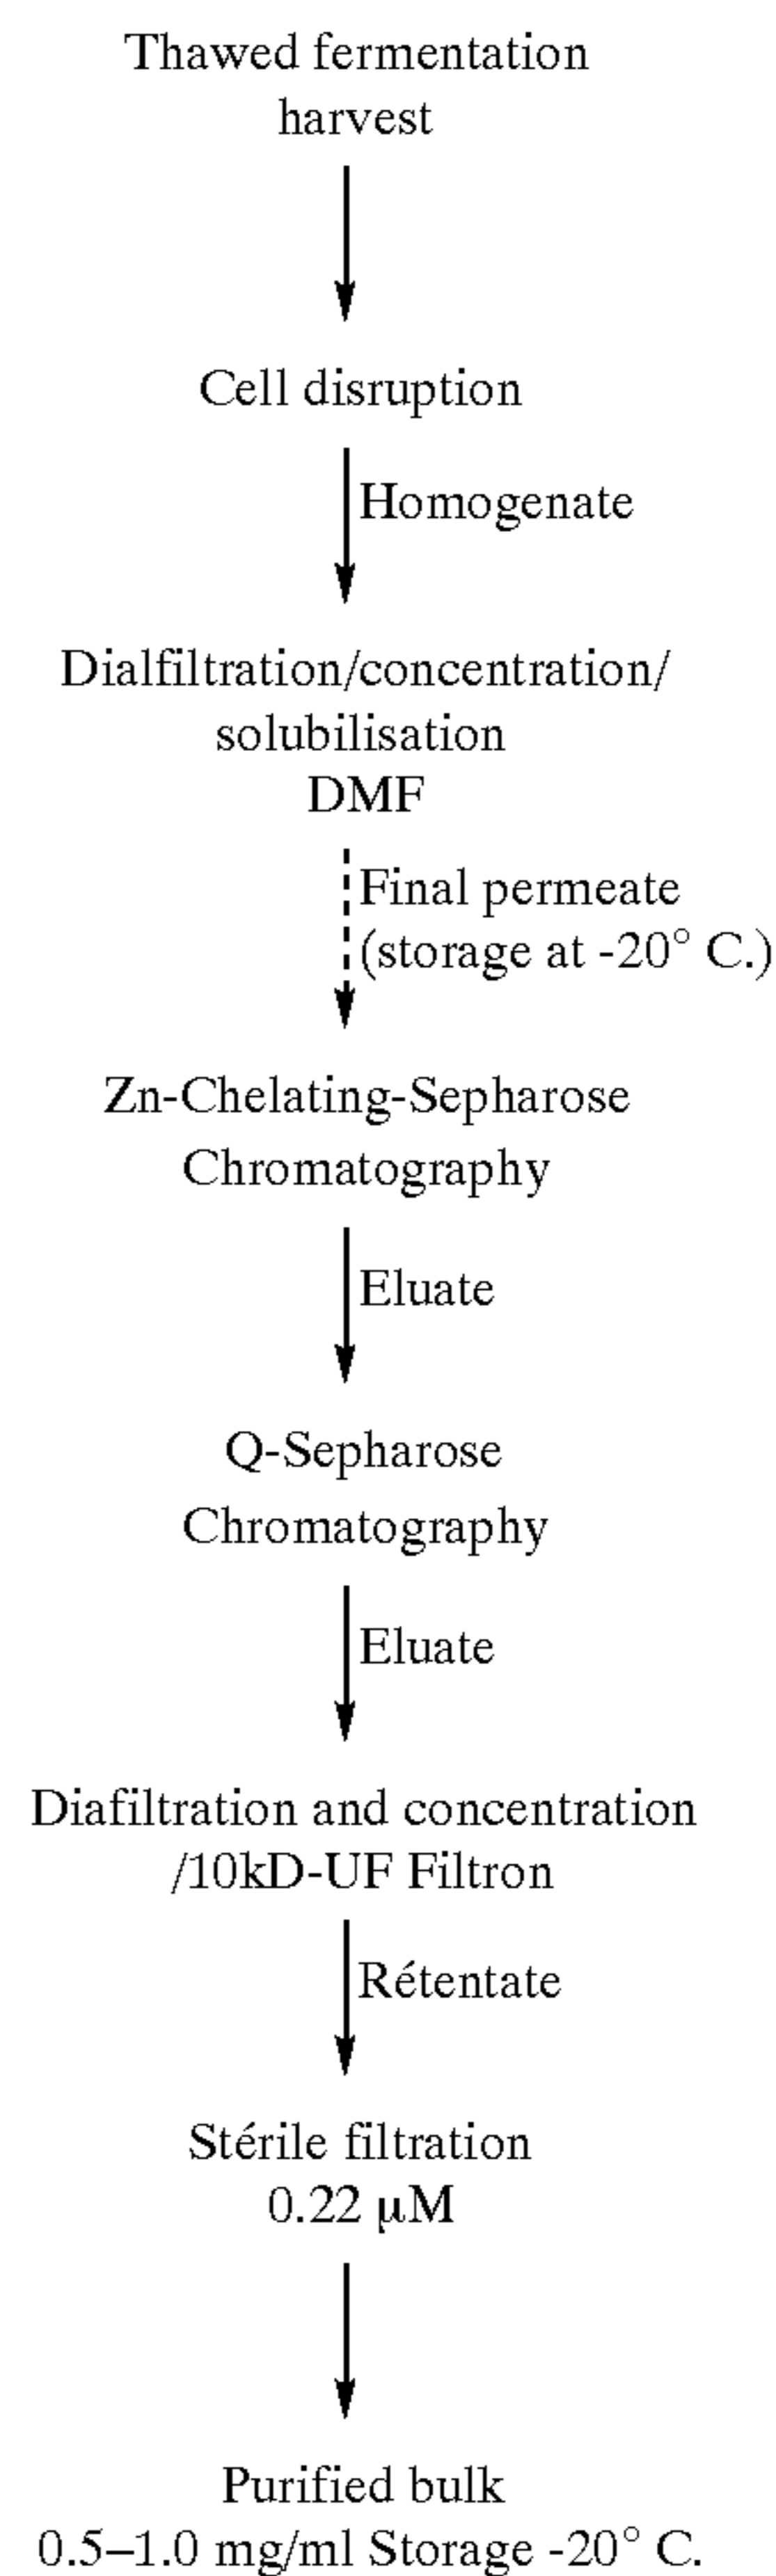 Thawed fermentation
harvest
Cell disruption
Homogenate
Dialfiltration/concentration/
solubilisation
DMF
Final permeate
(storage at -20° C.)
Zn-Chelating-Sepharose
Chromatography
Eluate
Q-Sepharose
Chromatography
Eluate
Diafiltration and concentration
/10kD-UF Filtron
Rétentate
Stérile filtration
0.22 µM
Purified bulk
0.5–1.0 mg/ml Storage -20° C.